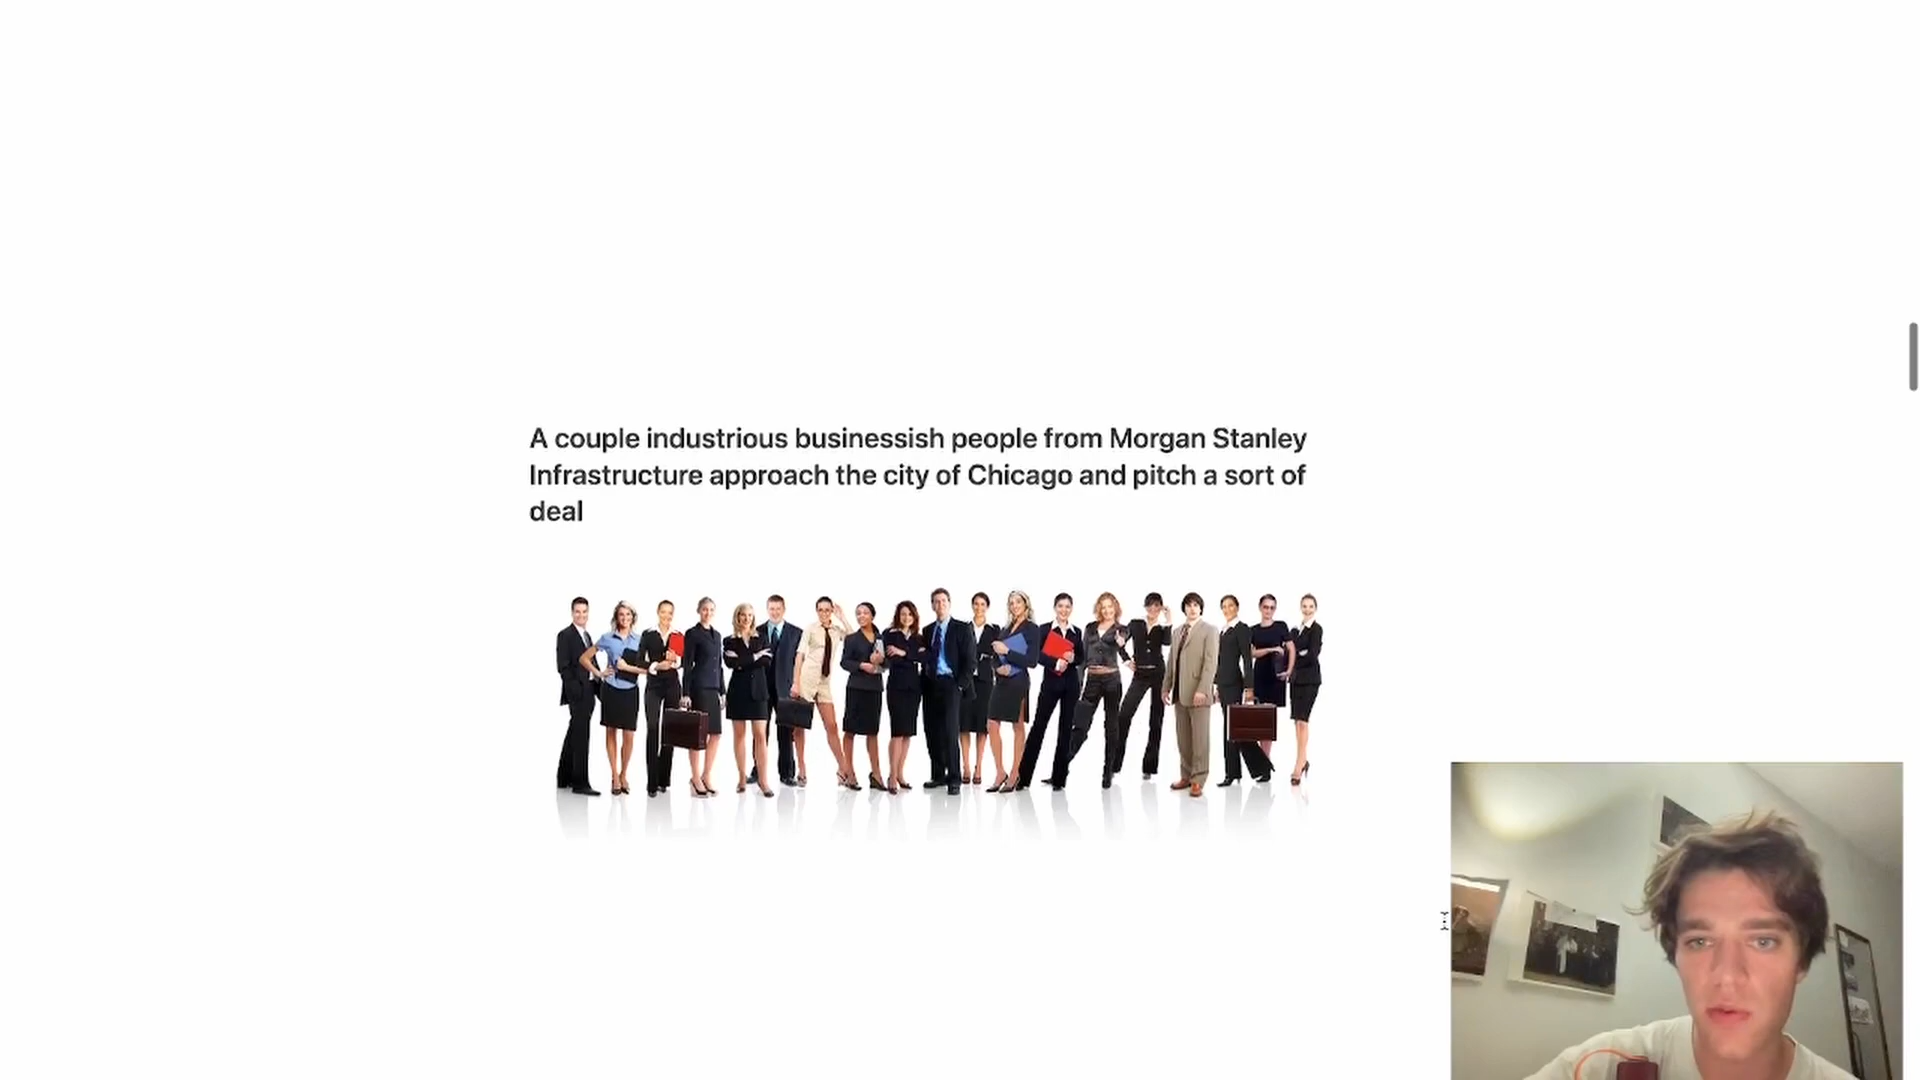 A couple industrious businessish people from Morgan Stanley
Infrastructure approach the city of Chicago and pitch a sort of
deal